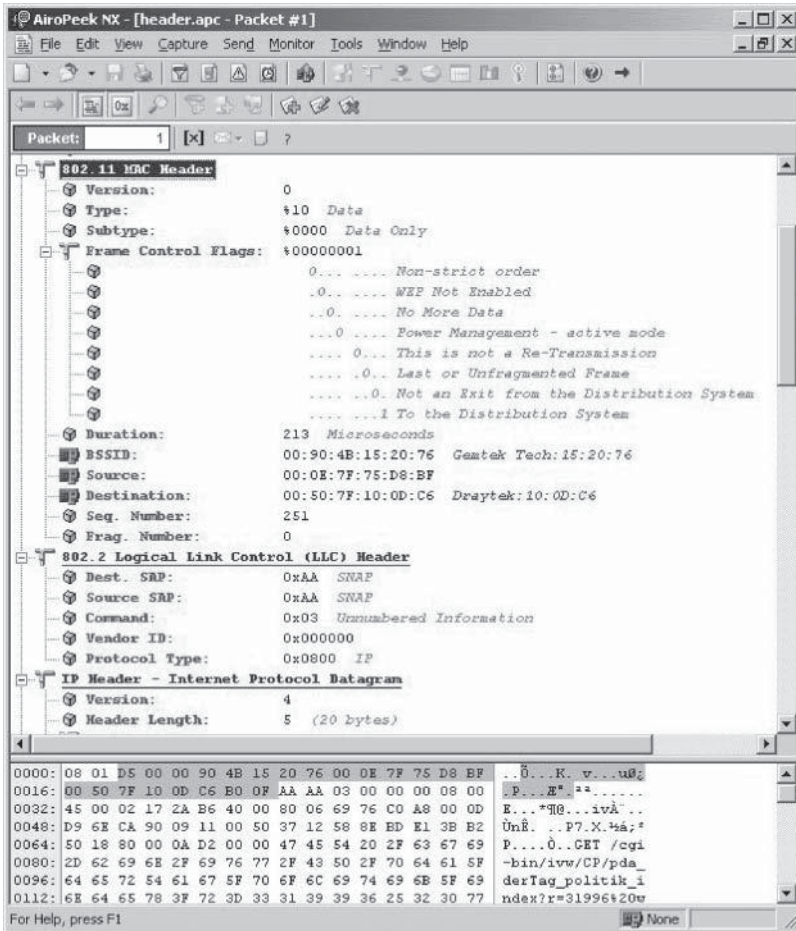 AiroPeek NX - [header.apc - Packet #1]
File Edit View Capture Send Monitor Tools Window Help
Packet: 1 [x] ?
802.11 MAC Header
Version: 0
Type: %10 Data
Subtype: %0000 Data Only
Frame Control Flags: %00000001
0... .... Non-strict order
.0.. .... WEP Not Enabled
..0. .... No More Data
...0 .... Power Management - active mode
.... 0... This is not a Re-Transmission
.... .0.. Last or Unfragmented Frame
.... ..0. Not an Exit from the Distribution System
.... ...1 To the Distribution System
Duration: 213 Microseconds
BSSID: 00:90:4B:15:20:76 Gemtek Tech:15:20:76
Source: 00:0E:7F:75:D8:BF
Destination: 00:50:7F:10:0D:C6 Draytek:10:0D:C6
Seq. Number: 251
Frag. Number: 0
802.2 Logical Link Control (LLC) Header
Dest. SAP: 0xAA SNAP
Source SAP: 0xAA SNAP
Command: 0x03 Unnumbered Information
Vendor ID: 0x000000
Protocol Type: 0x0800 IP
IP Header - Internet Protocol Datagram
Version: 4
Header Length: 5 (20 bytes)
0000: 08 01 D5 00 00 90 4B 15 20 76 00 0E 7F 75 D8 BF ..Õ...K. v...uØ¿
0016: 00 50 7F 10 0D C6 B0 0F AA AA 03 00 00 00 08 00 .P...Æ°.ªª......
0032: 45 00 02 17 2A B6 40 00 80 06 69 76 C0 A8 00 0D E...*¶@...ivÀ¨..
0048: D9 6E CA 90 09 11 00 50 37 12 58 8E BD E1 3B B2 ÙnÊ. ..P7.X.½á;²
0064: 50 18 80 00 0A D2 00 00 47 45 54 20 2F 63 67 69 P....Ò..GET /cgi
0080: 2D 62 69 6E 2F 69 76 77 2F 43 50 2F 70 64 61 5F -bin/ivw/CP/pda_
0096: 64 65 72 54 61 67 5F 70 6F 6C 69 74 69 6B 5F 69 derTag_politik_i
0112: 6E 64 65 78 3F 72 3D 33 31 39 39 36 25 32 30 77 ndex?r=31996%20w
For Help, press F1 None